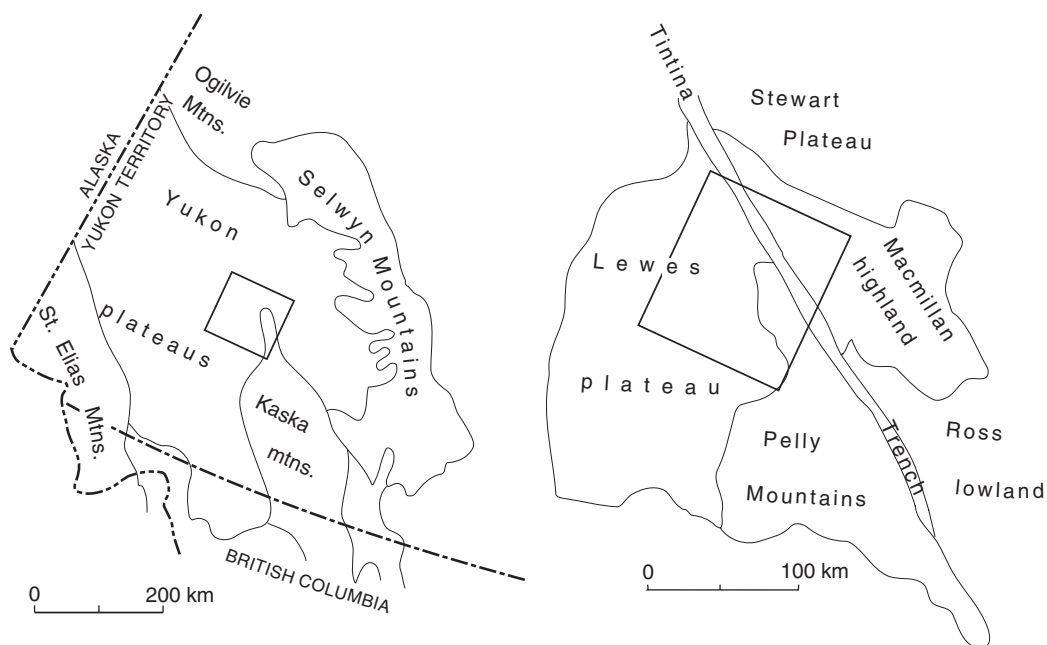 Ogilvie
Mtns.
ALASKA
YUKON TERRITORY
Selwyn Mountains
Yukon
plateaus
St. Elias
Mtns.
Kaska
mtns.
BRITISH COLUMBIA
0 200 km
Tintina
Stewart
Plateau
Lewes
plateau
Macmillan
highland
Pelly
Mountains
Trench
Ross
lowland
0 100 km